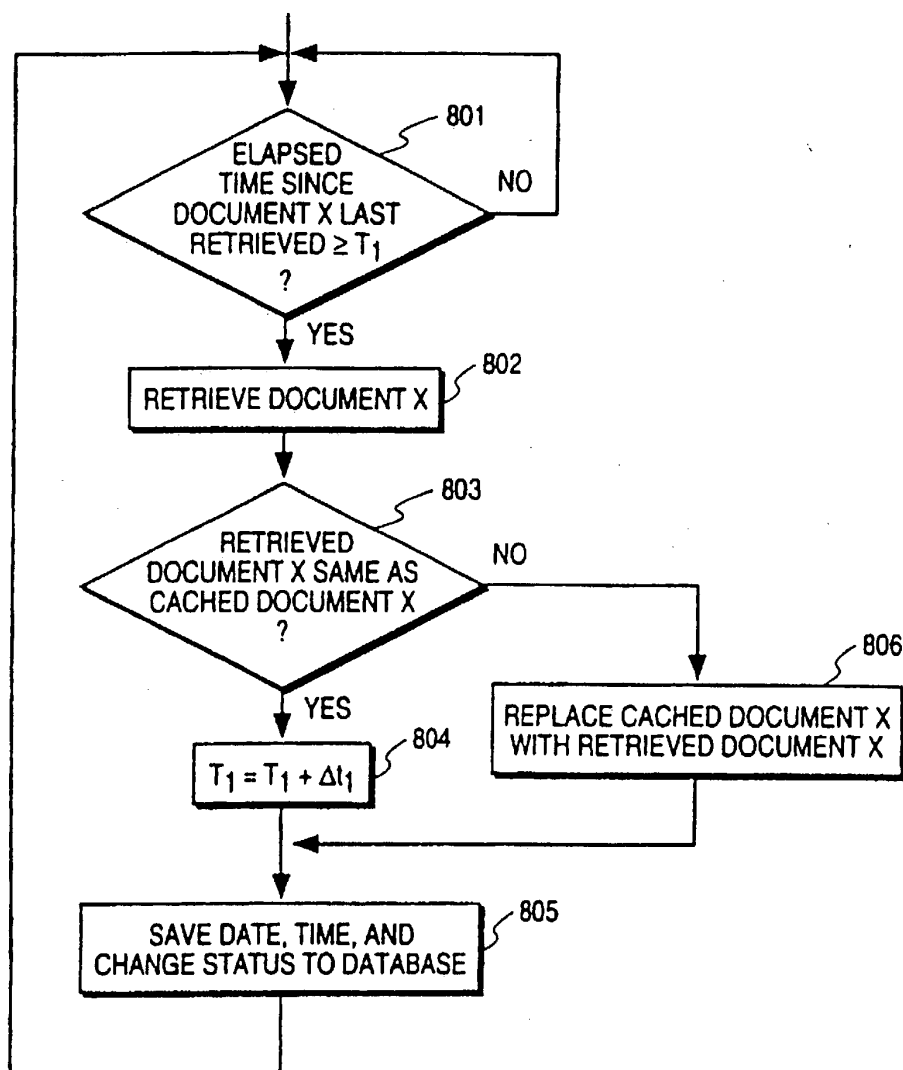 801
ELAPSED
TIME SINCE
DOCUMENT X LAST
RETRIEVED ≥ T₁
?
NO
YES
802
RETRIEVE DOCUMENT X
803
RETRIEVED
DOCUMENT X SAME AS
CACHED DOCUMENT X
?
NO
YES
806
REPLACE CACHED DOCUMENT X
WITH RETRIEVED DOCUMENT X
804
T₁ = T₁ + Δt₁
805
SAVE DATE, TIME, AND
CHANGE STATUS TO DATABASE